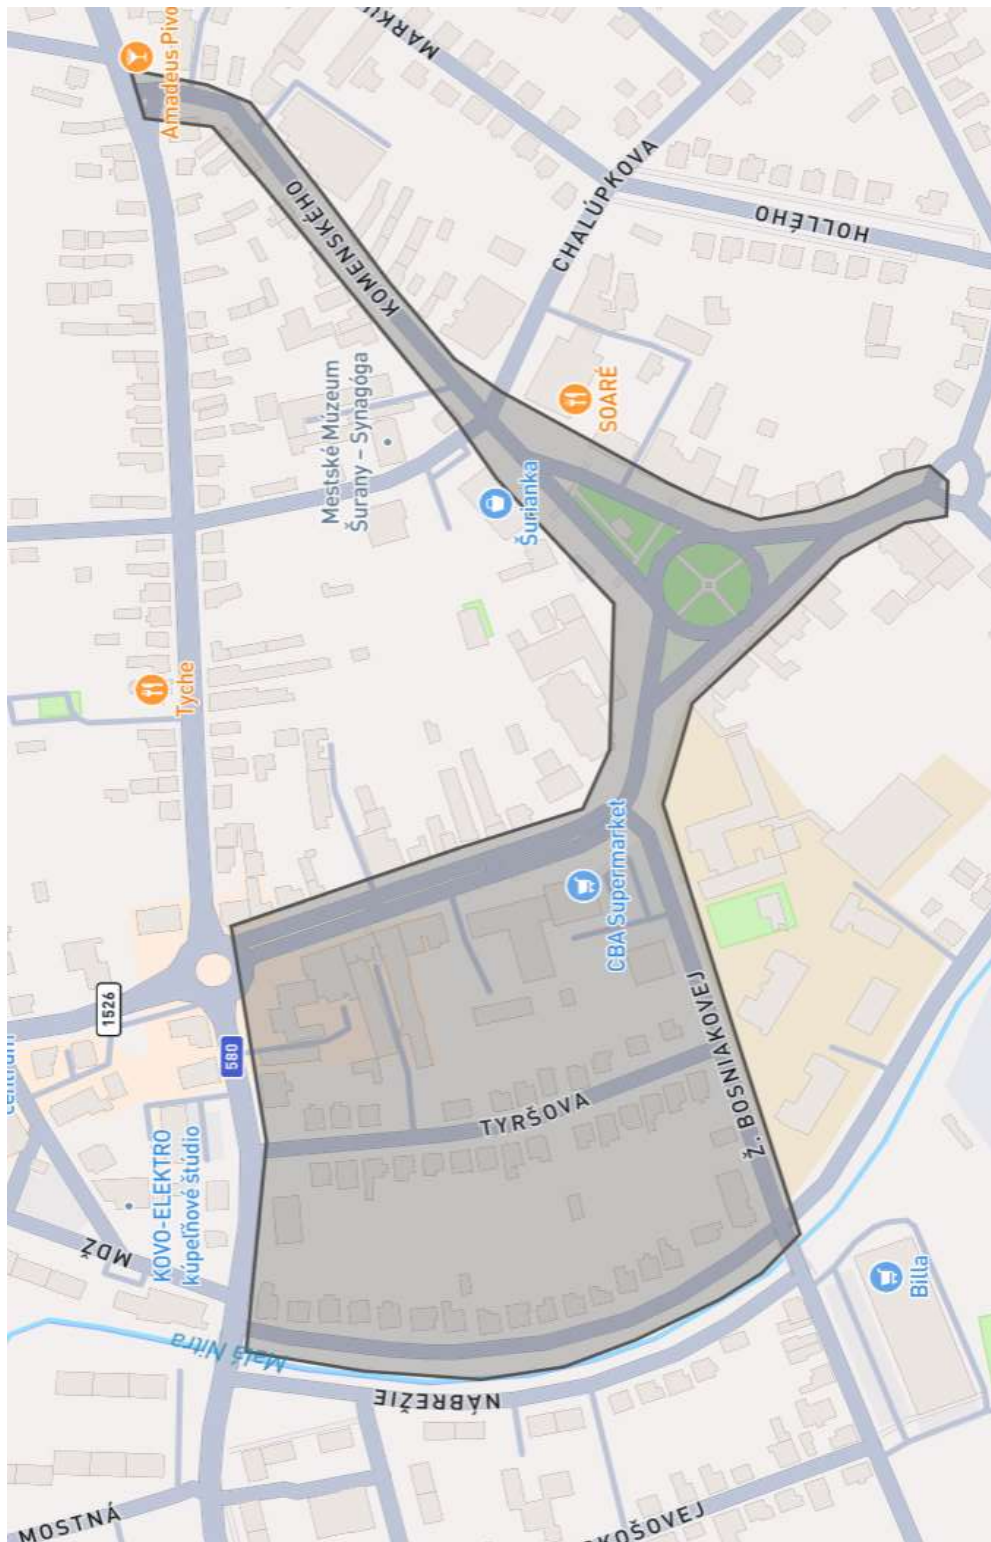 Amadeus Pivo
MARKU
KOMENSKÉHO
CHALÚPKOVA
HOLLÉHO
Mestské Múzeum
Šurany – Synagóga
SOARÉ
Šurianka
Tyche
CBA Supermarket
1526
580
centrum
TYRŠOVA
Ž. BOSNIAKOVEJ
KOVO-ELEKTRO
kúpeľňové štúdio
MDŽ
Malá Nitra
NÁBREŽIE
Billa
MOSTNÁ
KOŠOVEJ